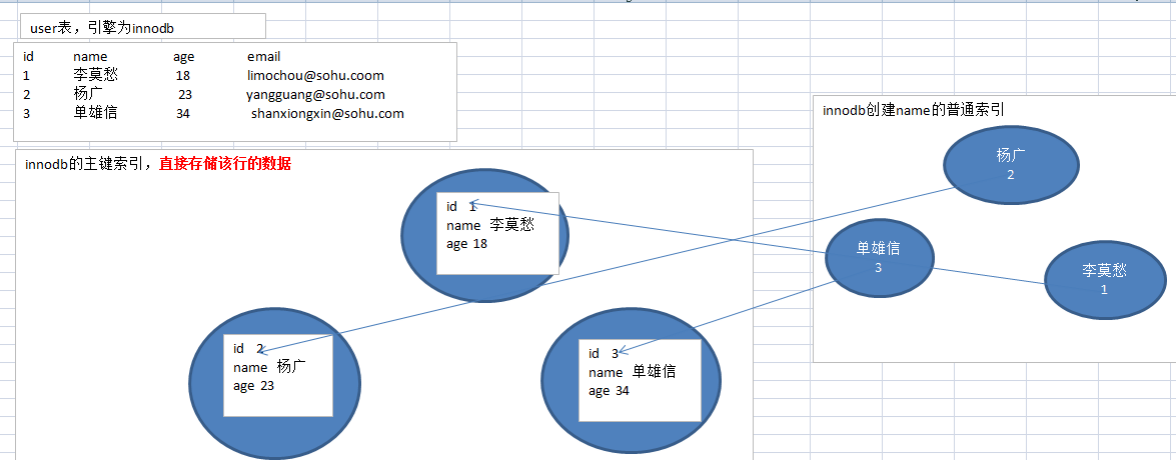 user表，引擎为innodb
id name age email
1 李莫愁 18 limochou@sohu.coom
2 杨广 23 yangguang@sohu.com
3 单雄信 34 shanxiongxin@sohu.com
innodb的主键索引，直接存储该行的数据
id 1
name 李莫愁
age 18
id 2
name 杨广
age 23
id 3
name 单雄信
age 34
innodb创建name的普通索引
杨广
2
单雄信
3
李莫愁
1